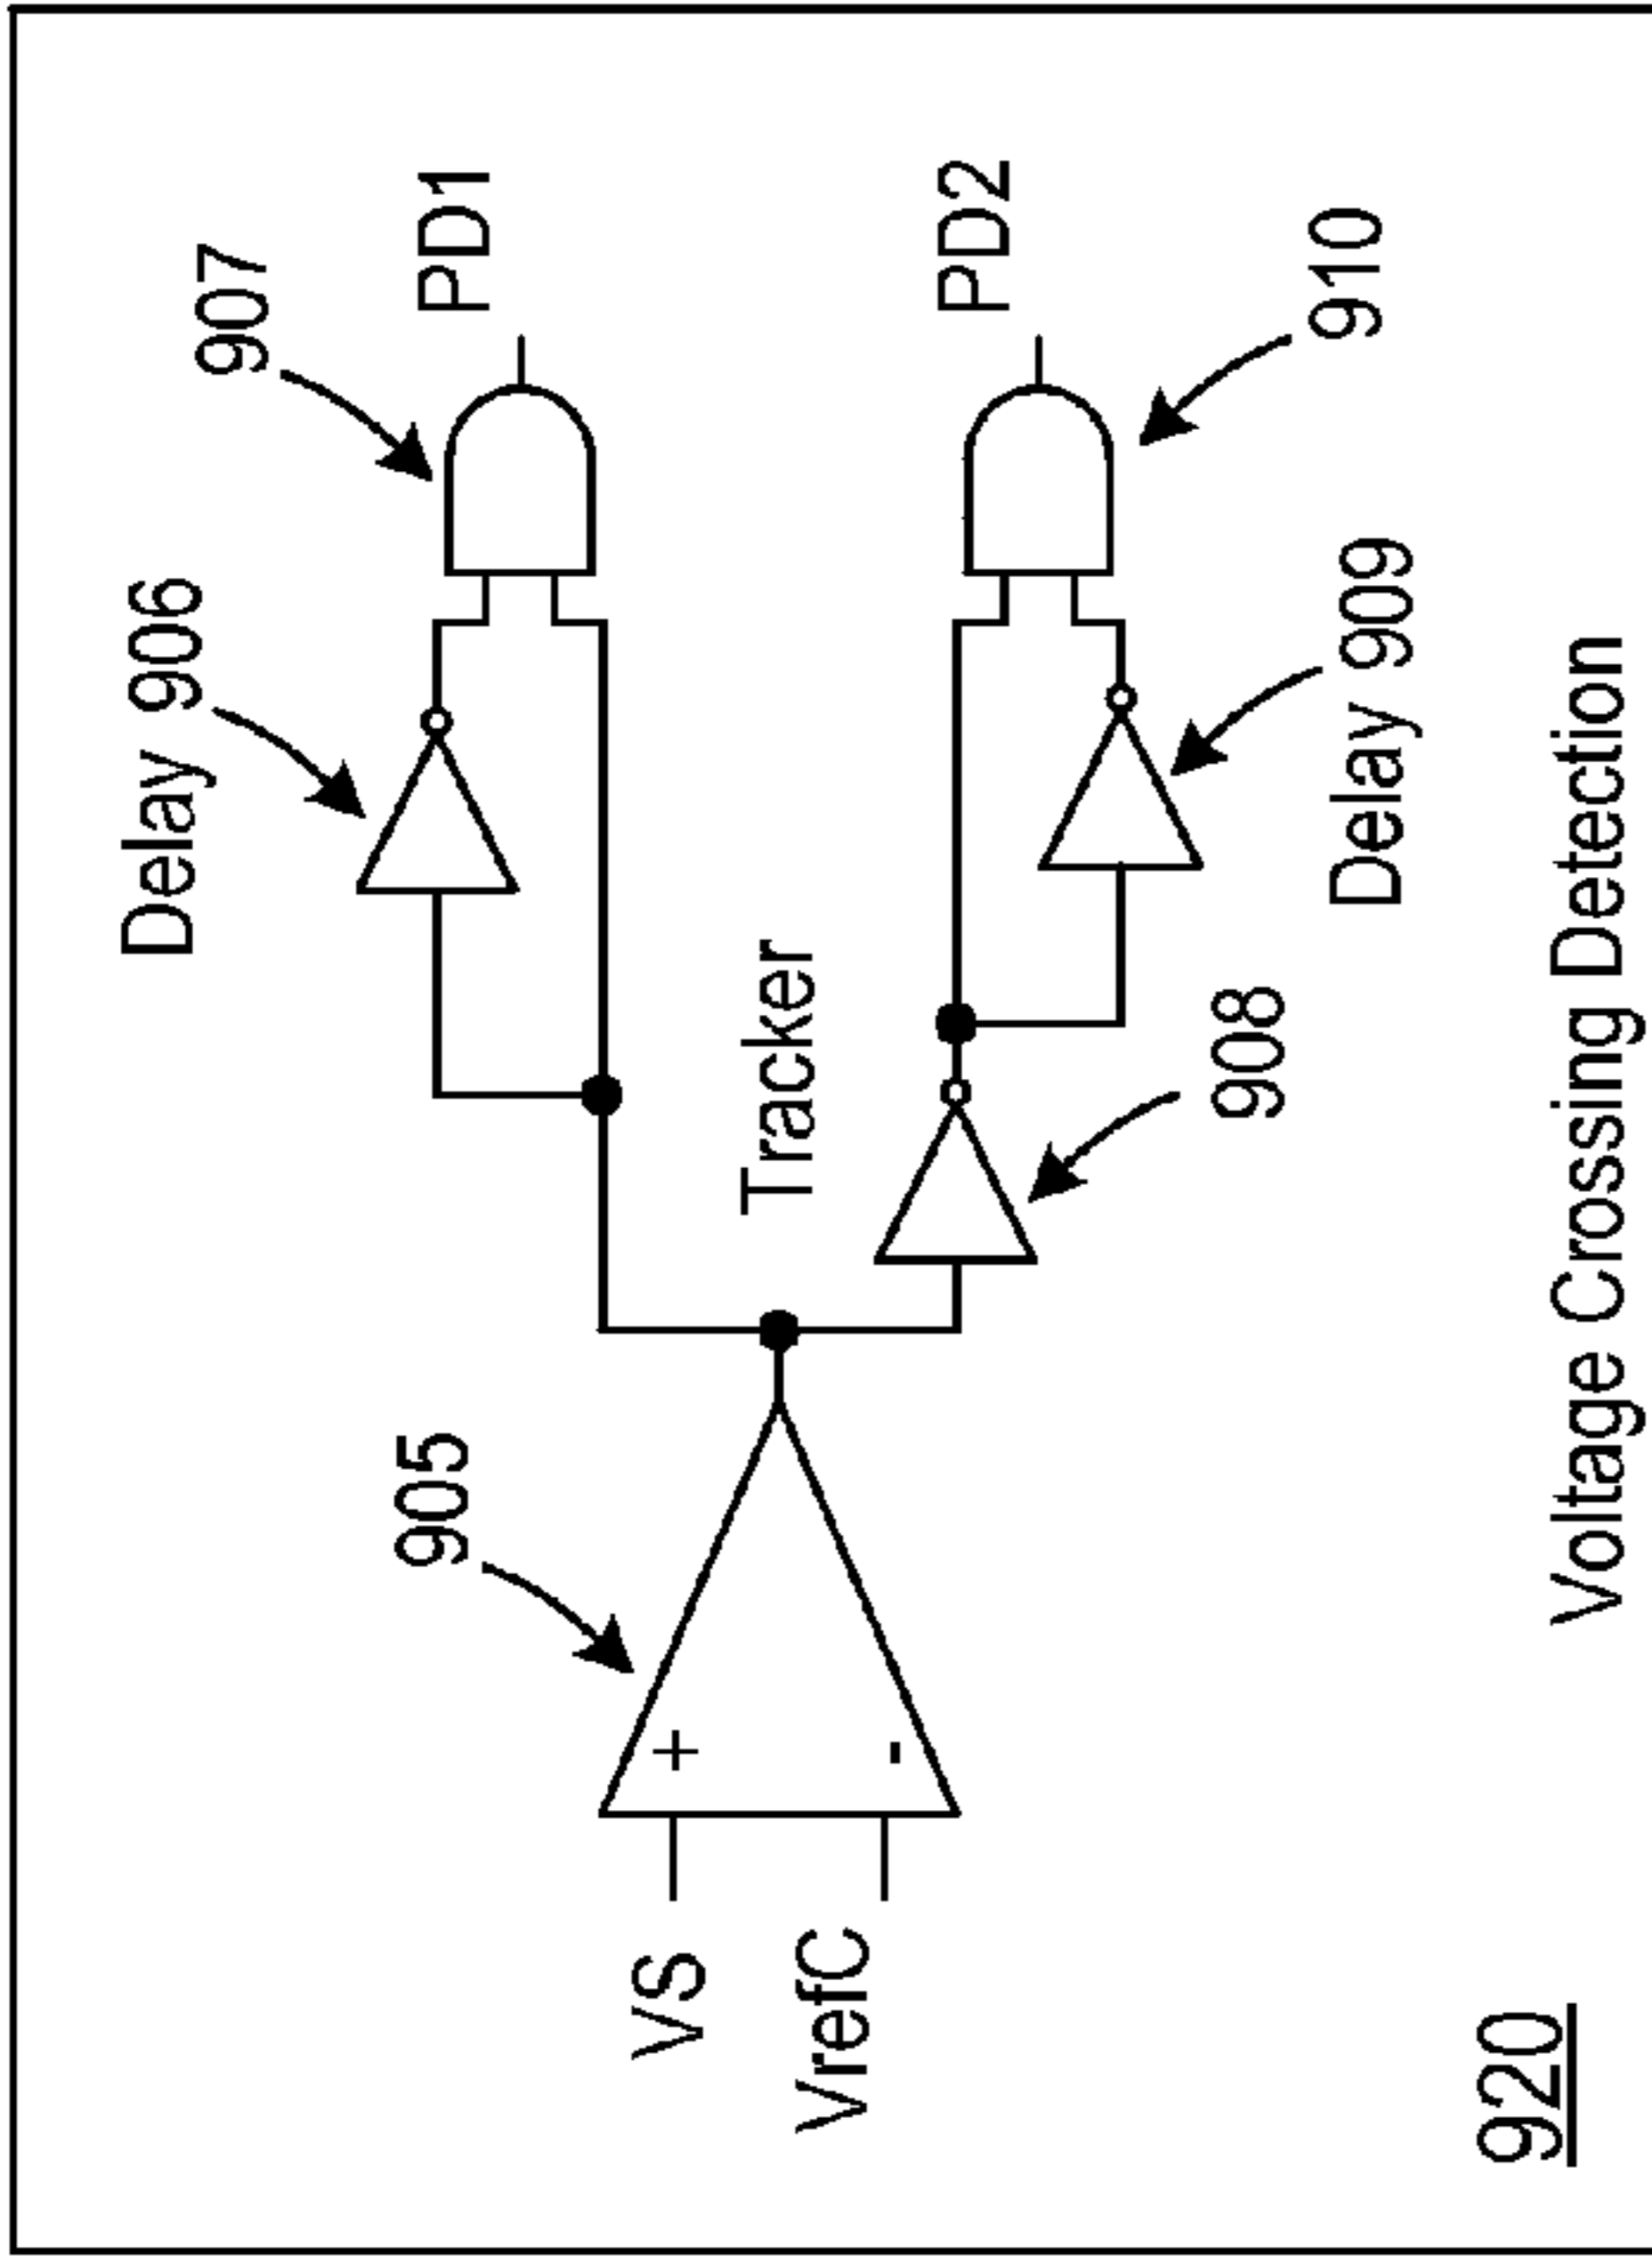 Delay 906
907
PD1
905
Tracker
VS
+
VrefC
-
PD2
908
910
Delay 909
920
Voltage Crossing Detection